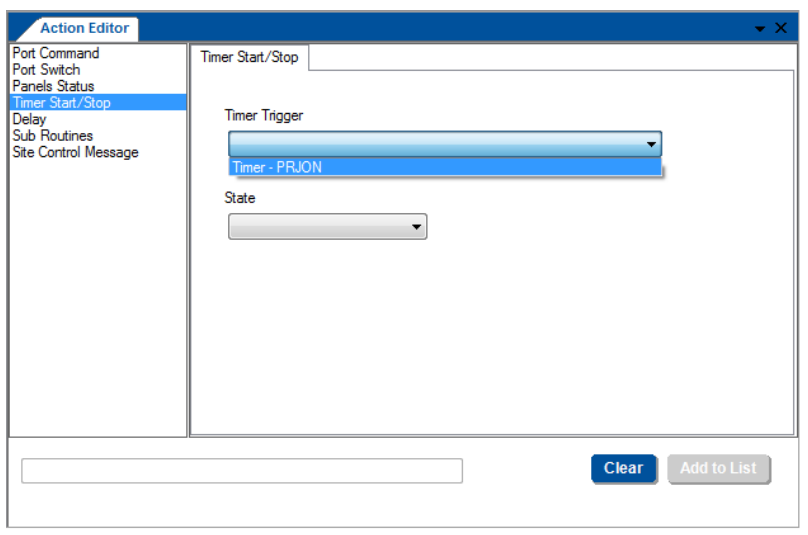 Action Editor
Port Command
Port Switch
Panels Status
Timer Start/Stop
Delay
Sub Routines
Site Control Message
Timer Start/Stop
Timer Trigger
Timer - PRJON
State
Clear
Add to List